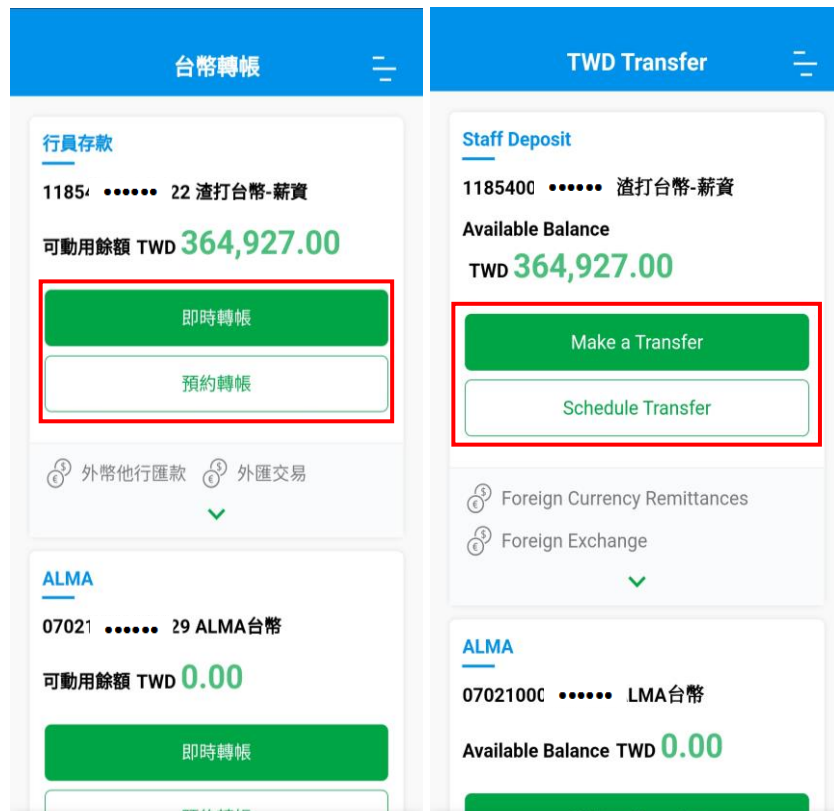 台幣轉帳
行員存款
1185 •••••• 22 渣打台幣-薪資
可動用餘額 TWD 364,927.00
即時轉帳
預約轉帳
外幣他行匯款 外匯交易
ALMA
0702 •••••• 29 ALMA台幣
可動用餘額 TWD 0.00
即時轉帳
TWD Transfer
Staff Deposit
1185400 •••••• 渣打台幣-薪資
Available Balance
TWD 364,927.00
Make a Transfer
Schedule Transfer
Foreign Currency Remittances
Foreign Exchange
ALMA
0702100 •••••• LMA台幣
Available Balance TWD 0.00